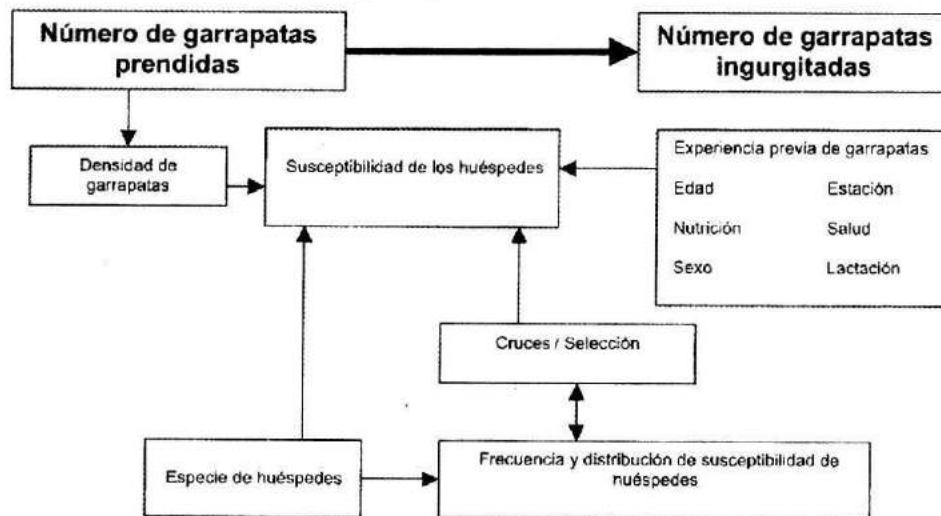 Número de garrapatas
prendidas
Número de garrapatas
ingurgitadas
Densidad de
garrapatas
Susceptibilidad de los huéspedes
Experiencia previa de garrapatas
Edad
Estación
Nutrición
Salud
Sexo
Lactación
Cruces / Selección
Especie de huéspedes
Frecuencia y distribución de susceptibilidad de
nuéspedes